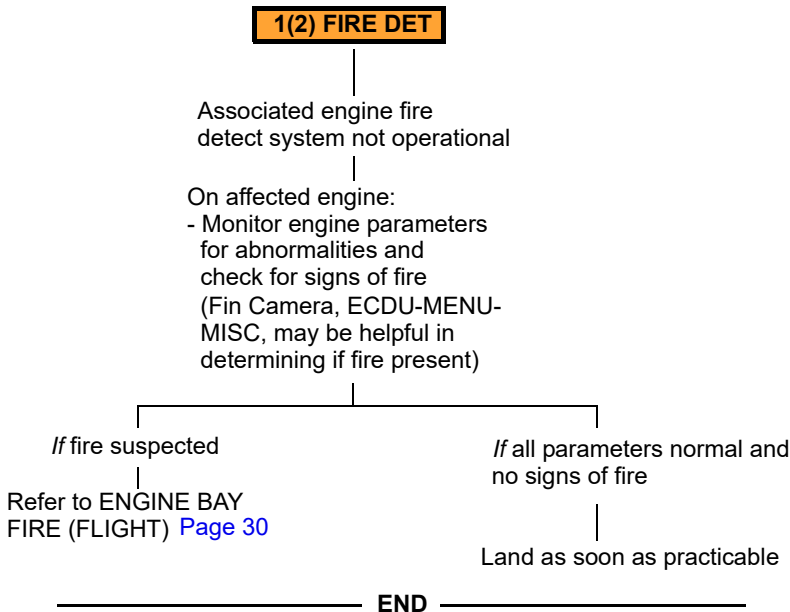 1(2) FIRE DET
Associated engine fire
detect system not operational
On affected engine:
- Monitor engine parameters
for abnormalities and
check for signs of fire
(Fin Camera, ECDU-MENU-
MISC, may be helpful in
determining if fire present)
If fire suspected
Refer to ENGINE BAY
FIRE (FLIGHT) Page 30
If all parameters normal and
no signs of fire
Land as soon as practicable
END